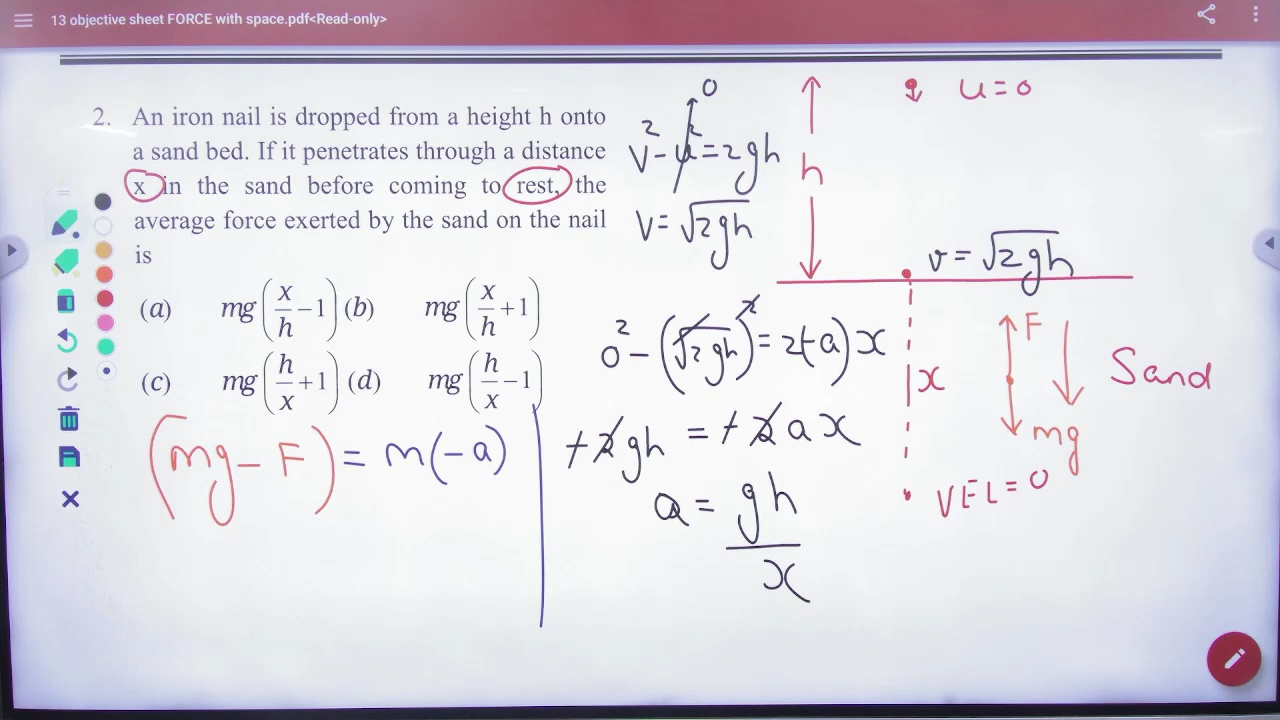 13 objective sheet FORCE with space.pdf<Read-only>
2. An iron nail is dropped from a height h onto
a sand bed. If it penetrates through a distance
x in the sand before coming to rest, the
average force exerted by the sand on the nail
is
(a) mg(x/h −1) (b) mg(x/h +1)
(c) mg(h/x +1) (d) mg(h/x −1)
(mg − F) = m(−a)
0
v² − u² = 2gh
v = √2gh
h
u = 0
v = √2gh
0² − (√2gh)² = 2(−a)x
+2gh = +2ax
a = gh/x
x
F
mg
Sand
VEL = 0